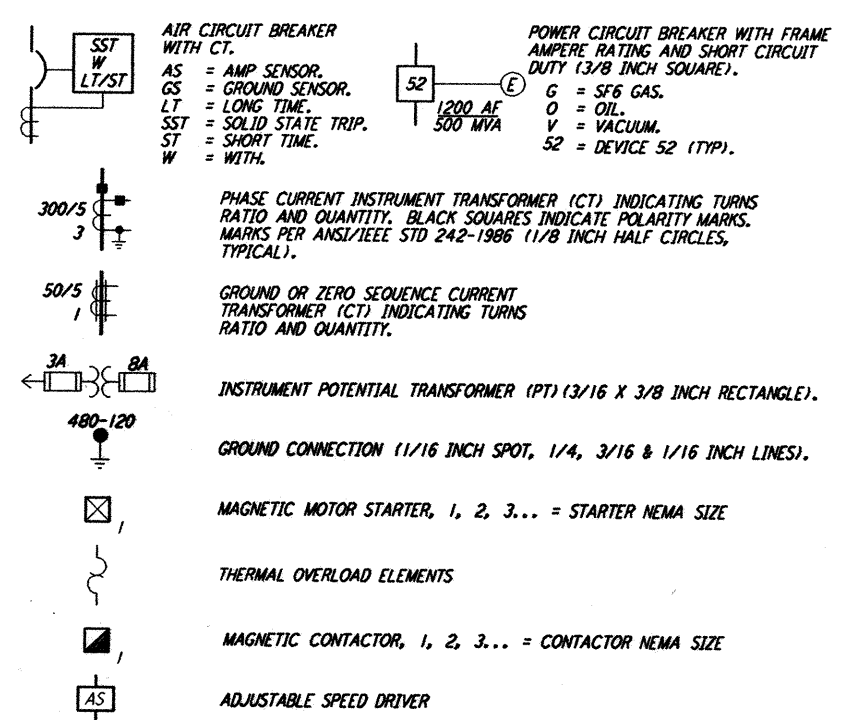 SST
W
LT/ST
AIR CIRCUIT BREAKER
WITH CT.
AS = AMP SENSOR.
GS = GROUND SENSOR.
LT = LONG TIME.
SST = SOLID STATE TRIP.
ST = SHORT TIME.
W = WITH.
52
E
1200 AF
500 MVA
POWER CIRCUIT BREAKER WITH FRAME
AMPERE RATING AND SHORT CIRCUIT
DUTY (3/8 INCH SQUARE).
G = SF6 GAS.
O = OIL.
V = VACUUM.
52 = DEVICE 52 (TYP).
300/5
3
PHASE CURRENT INSTRUMENT TRANSFORMER (CT) INDICATING TURNS
RATIO AND QUANTITY. BLACK SQUARES INDICATE POLARITY MARKS.
MARKS PER ANSI/IEEE STD 242-1986 (1/8 INCH HALF CIRCLES,
TYPICAL).
50/5
1
GROUND OR ZERO SEQUENCE CURRENT
TRANSFORMER (CT) INDICATING TURNS
RATIO AND QUANTITY.
3A 8A
INSTRUMENT POTENTIAL TRANSFORMER (PT) (3/16 X 3/8 INCH RECTANGLE).
480-120
GROUND CONNECTION (1/16 INCH SPOT, 1/4, 3/16 & 1/16 INCH LINES).
1
MAGNETIC MOTOR STARTER, 1, 2, 3... = STARTER NEMA SIZE
THERMAL OVERLOAD ELEMENTS
1
MAGNETIC CONTACTOR, 1, 2, 3... = CONTACTOR NEMA SIZE
AS
ADJUSTABLE SPEED DRIVER